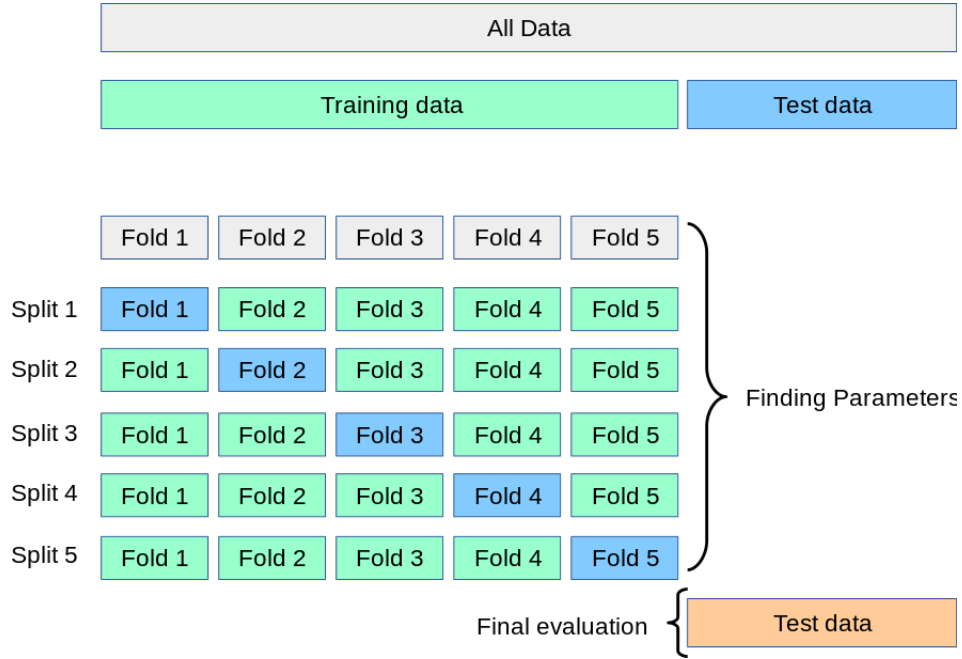 All Data
Training data Test data
Fold 1 Fold 2 Fold 3 Fold 4 Fold 5
Split 1 Fold 1 Fold 2 Fold 3 Fold 4 Fold 5
Split 2 Fold 1 Fold 2 Fold 3 Fold 4 Fold 5
Finding Parameters
Split 3 Fold 1 Fold 2 Fold 3 Fold 4 Fold 5
Split 4 Fold 1 Fold 2 Fold 3 Fold 4 Fold 5
Split 5 Fold 1 Fold 2 Fold 3 Fold 4 Fold 5
Final evaluation Test data